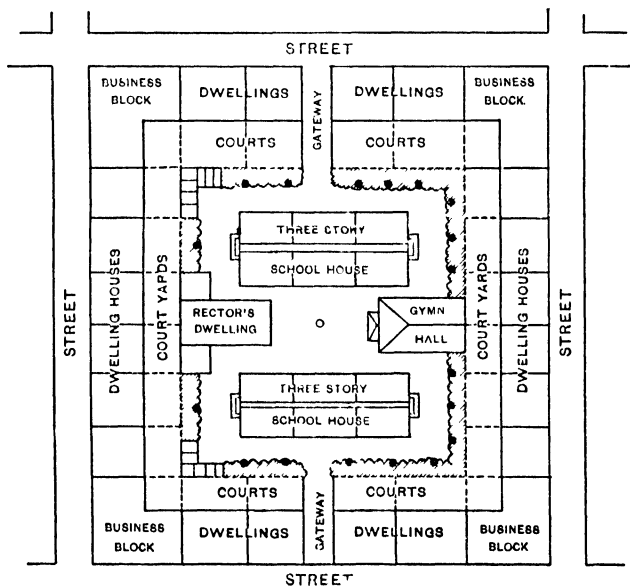 STREET
BUSINESS
BLOCK
DWELLINGS
GATEWAY
DWELLINGS
BUSINESS
BLOCK.
COURTS
COURTS
THREE STORY
SCHOOL HOUSE
STREET
DWELLING HOUSES
COURT YARDS
RECTOR'S
DWELLING
GYMN
HALL
COURT YARDS
DWELLING HOUSES
STREET
THREE STORY
SCHOOL HOUSE
COURTS
COURTS
BUSINESS
BLOCK
DWELLINGS
GATEWAY
DWELLINGS
BUSINESS
BLOCK
STREET